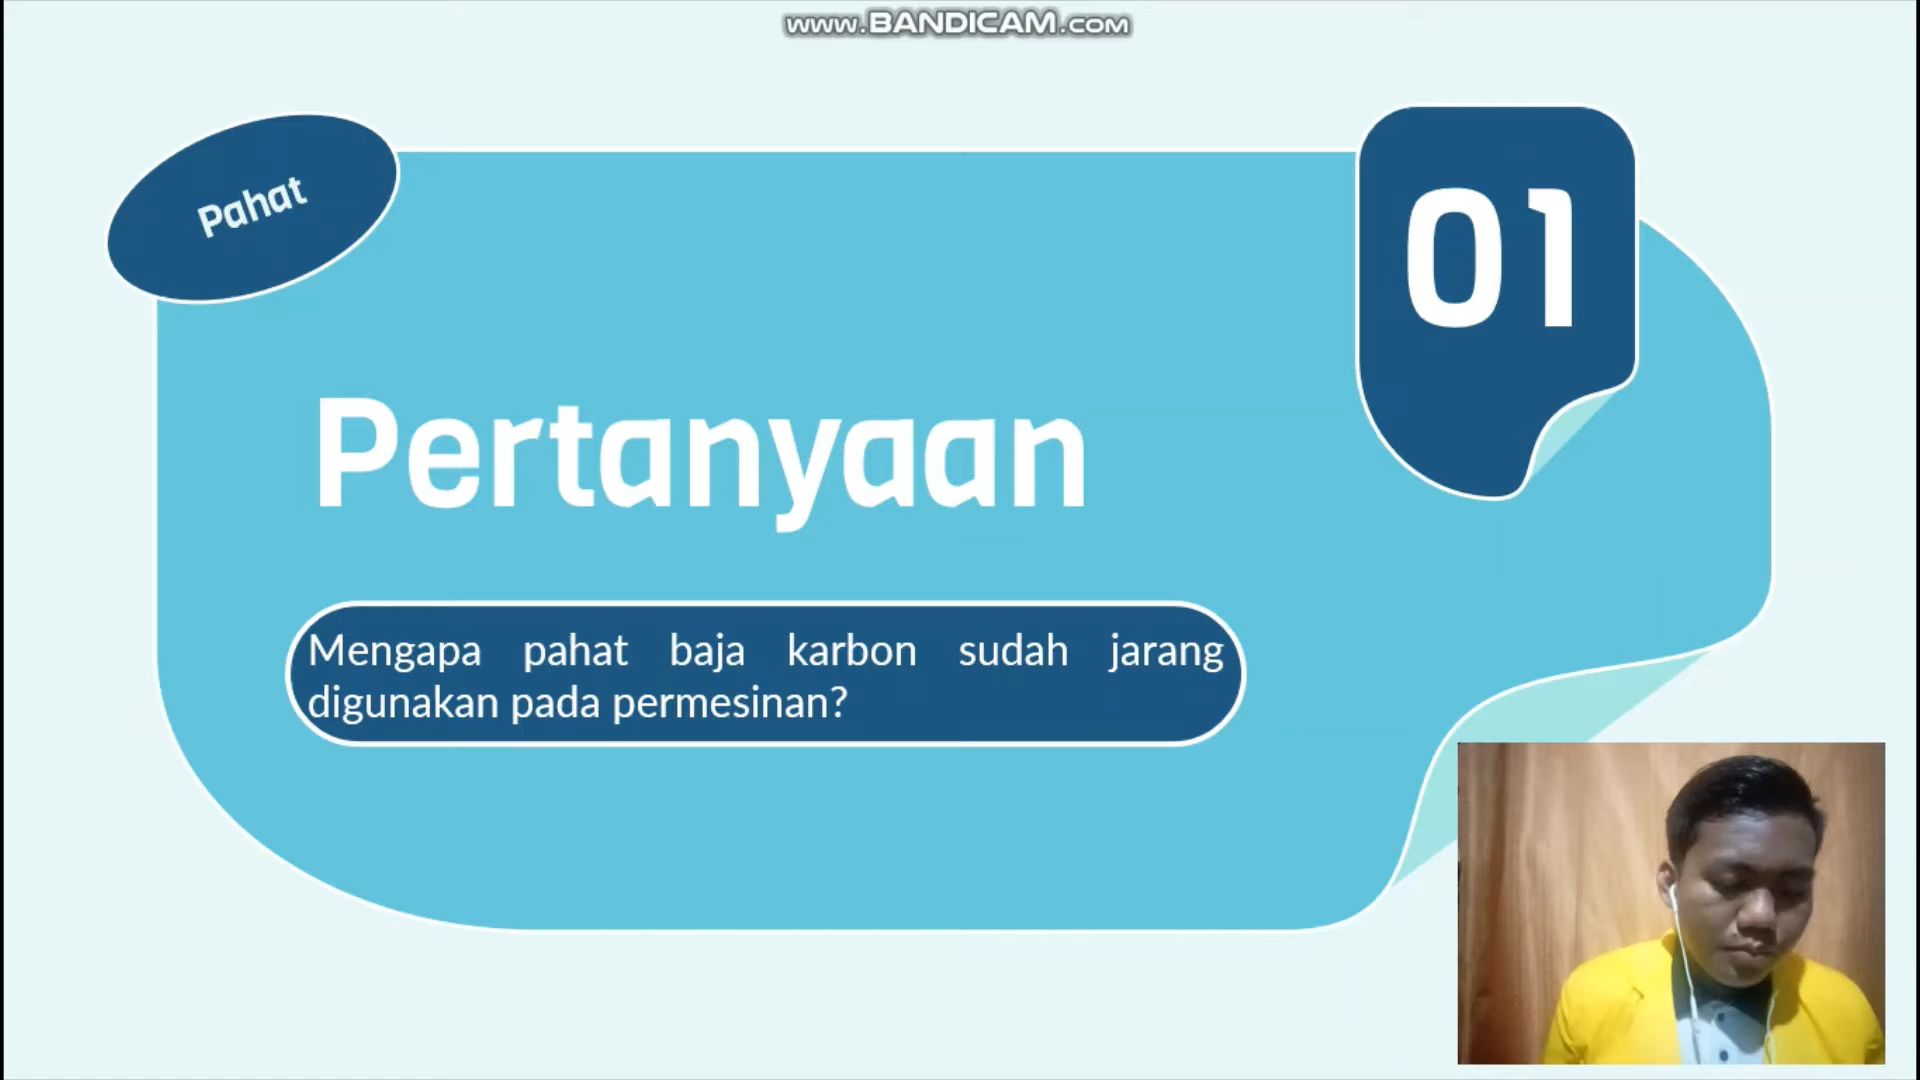 www.BANDICAM.com
Pahat
01
Pertanyaan
Mengapa pahat baja karbon sudah jarang
digunakan pada permesinan?